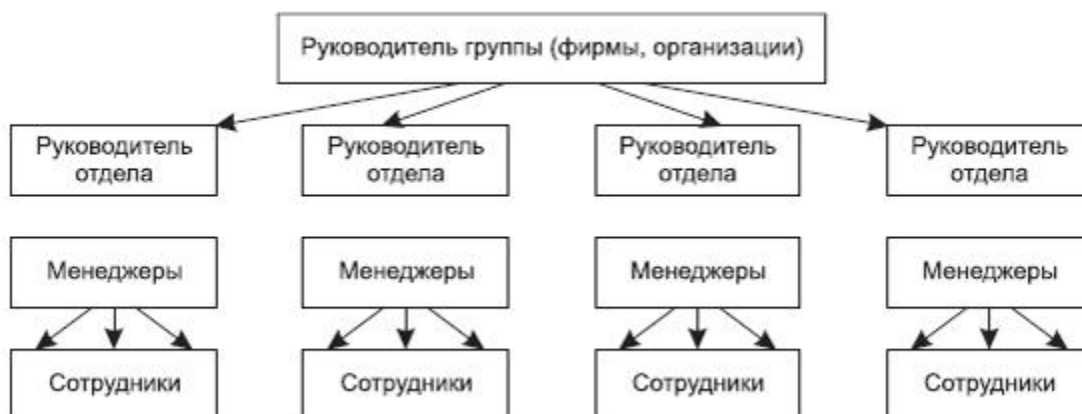 Руководитель группы (фирмы, организации)
Руководитель
отдела
Руководитель
отдела
Руководитель
отдела
Руководитель
отдела
Менеджеры
Менеджеры
Менеджеры
Менеджеры
Сотрудники
Сотрудники
Сотрудники
Сотрудники